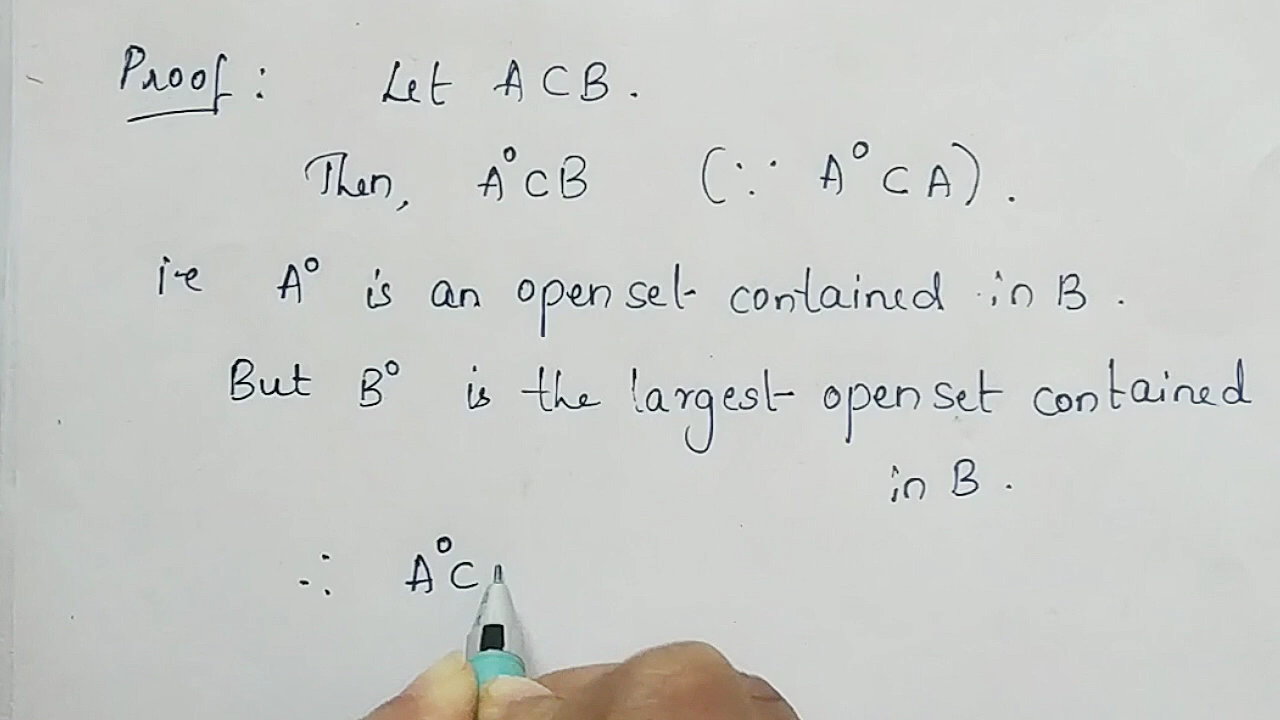 Proof : Let A ⊂ B .
Then, A° ⊂ B (∵ A° ⊂ A) .
i.e A° is an open set contained in B .
But B° is the largest open set contained
in B .
∴ A° ⊂